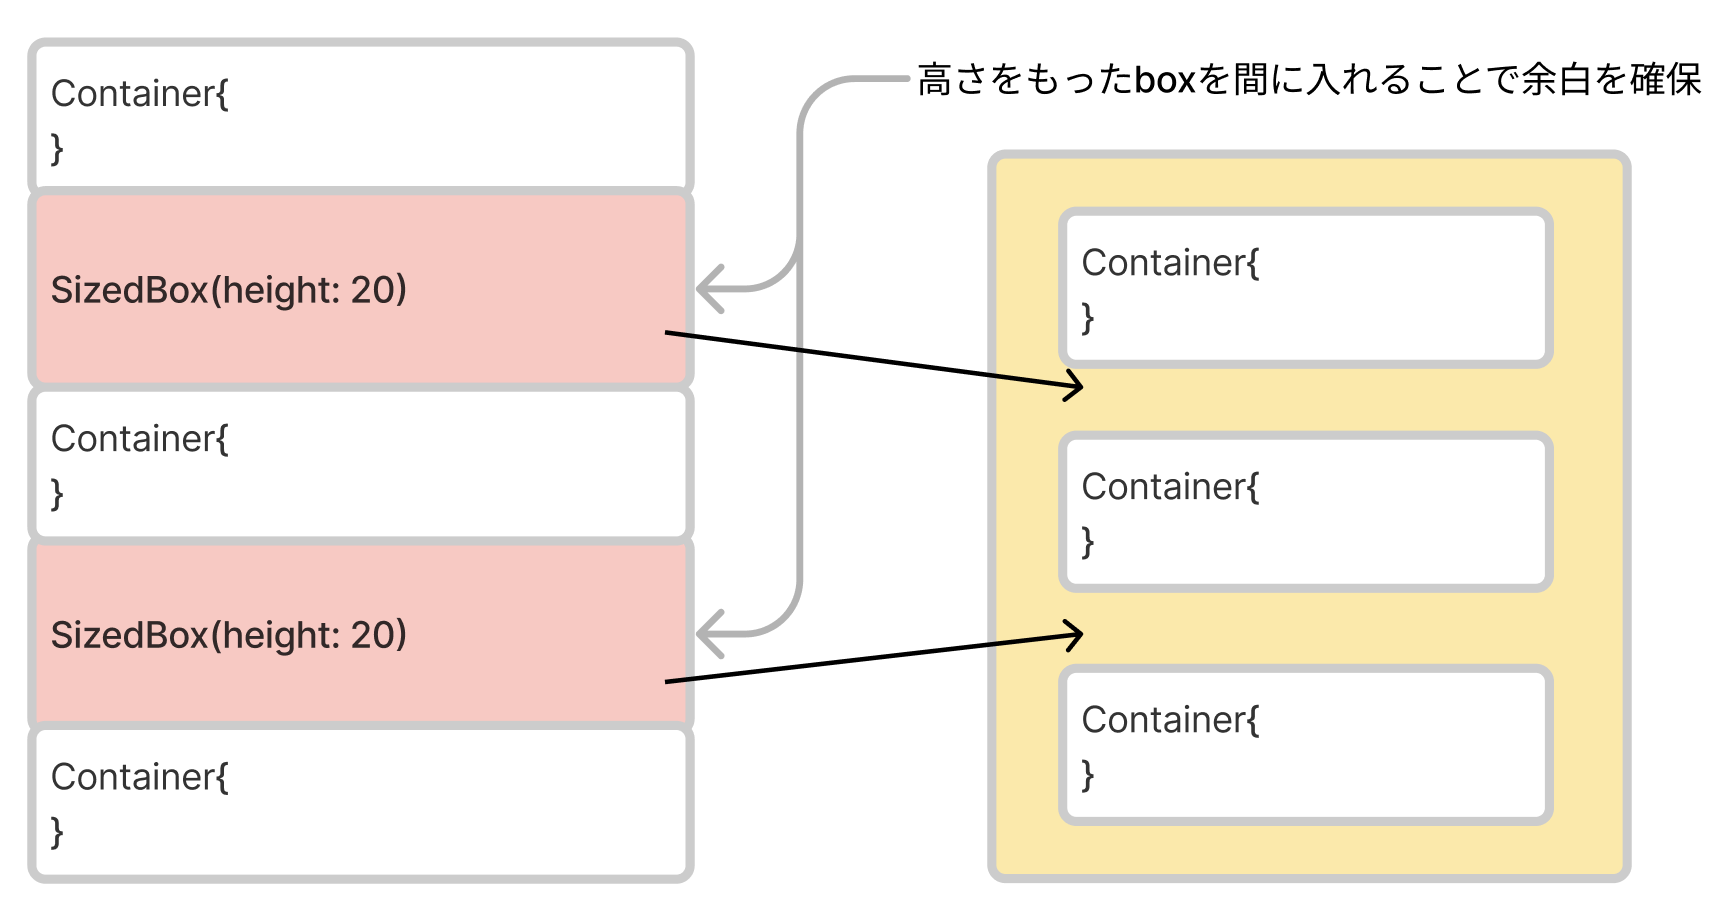 Container{
}
SizedBox(height: 20)
Container{
}
SizedBox(height: 20)
Container{
}
高さをもったboxを間に入れることで余白を確保
Container{
}
Container{
}
Container{
}